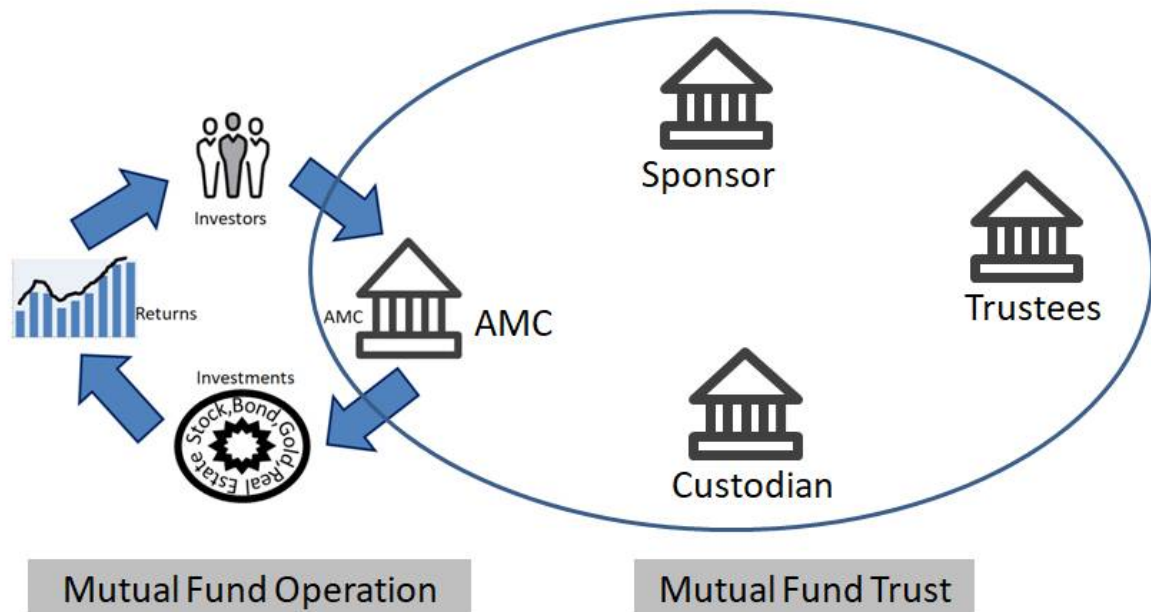 Sponsor
Investors
Trustees
Returns
AMC
AMC
Investments
Stock,Bond,Gold,Real Estate
Custodian
Mutual Fund Operation
Mutual Fund Trust